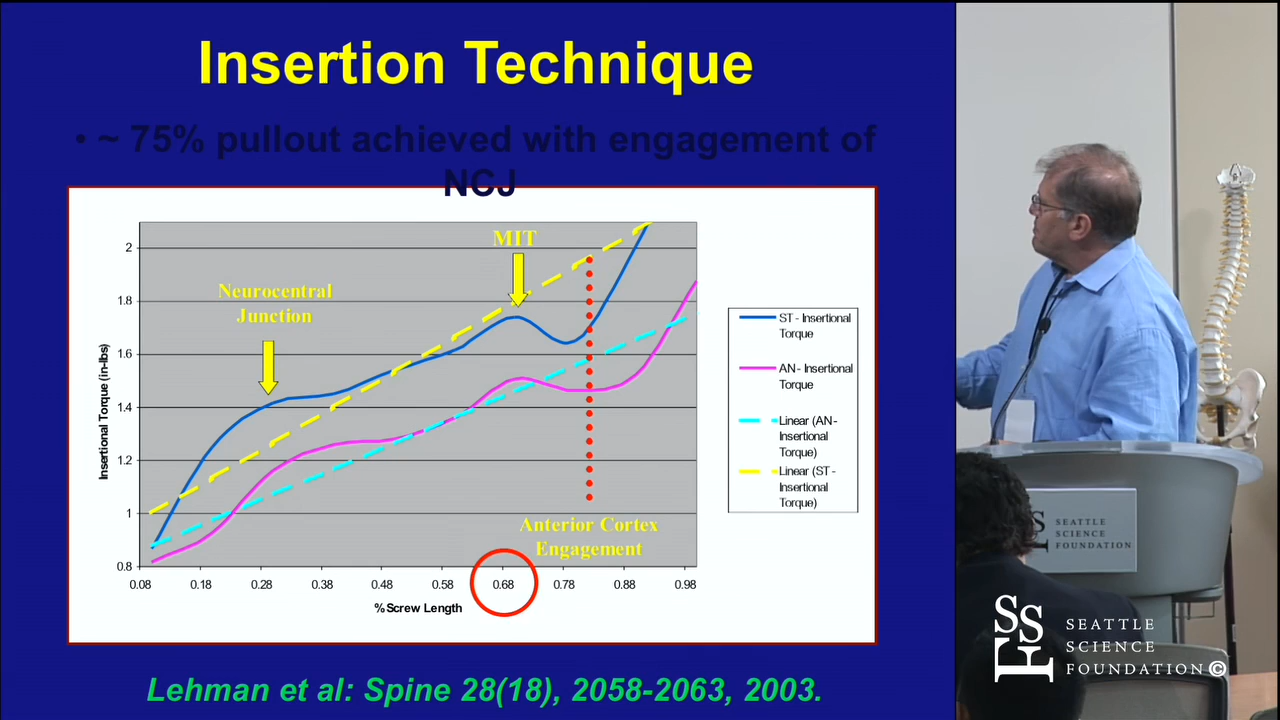 Insertion Technique
• ~ 75% pullout achieved with engagement of
NCJ
MIT
Neurocentral
Junction
Anterior Cortex
Engagement
Insertional Torque (in-lbs)
2
1.8
1.6
1.4
1.2
1
0.8
0.08 0.18 0.28 0.38 0.48 0.58 0.68 0.78 0.88 0.98
%Screw Length
ST - Insertional
Torque
AN - Insertional
Torque
Linear (AN -
Insertional
Torque)
Linear (ST -
Insertional
Torque)
Lehman et al: Spine 28(18), 2058-2063, 2003.
SEATTLE
SCIENCE
FOUNDATION
SSF
SEATTLE
SCIENCE
FOUNDATION©